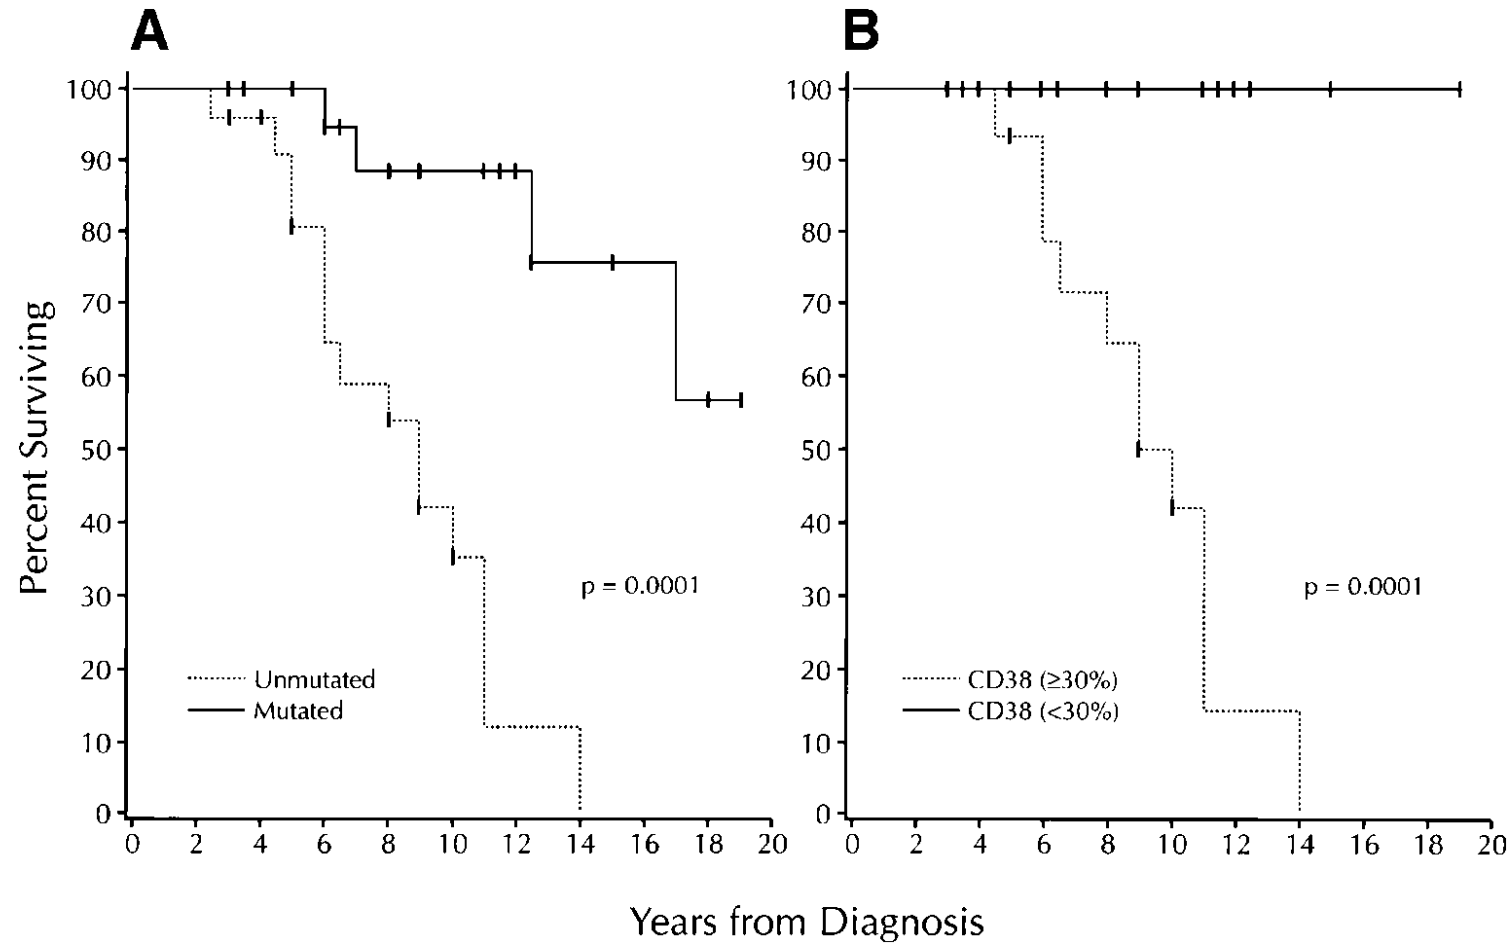 A
B
Percent Surviving
100
90
80
70
60
50
40
30
20
10
0
p = 0.0001
Unmutated
Mutated
0 2 4 6 8 10 12 14 16 18 20
100
90
80
70
60
50
40
30
20
10
0
p = 0.0001
CD38 (≥30%)
CD38 (<30%)
0 2 4 6 8 10 12 14 16 18 20
Years from Diagnosis